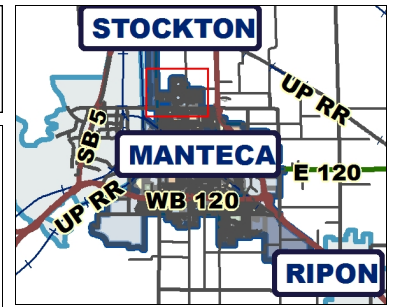 STOCKTON
UP RR
SB 5
MANTECA
E 120
UP RR
WB 120
RIPON